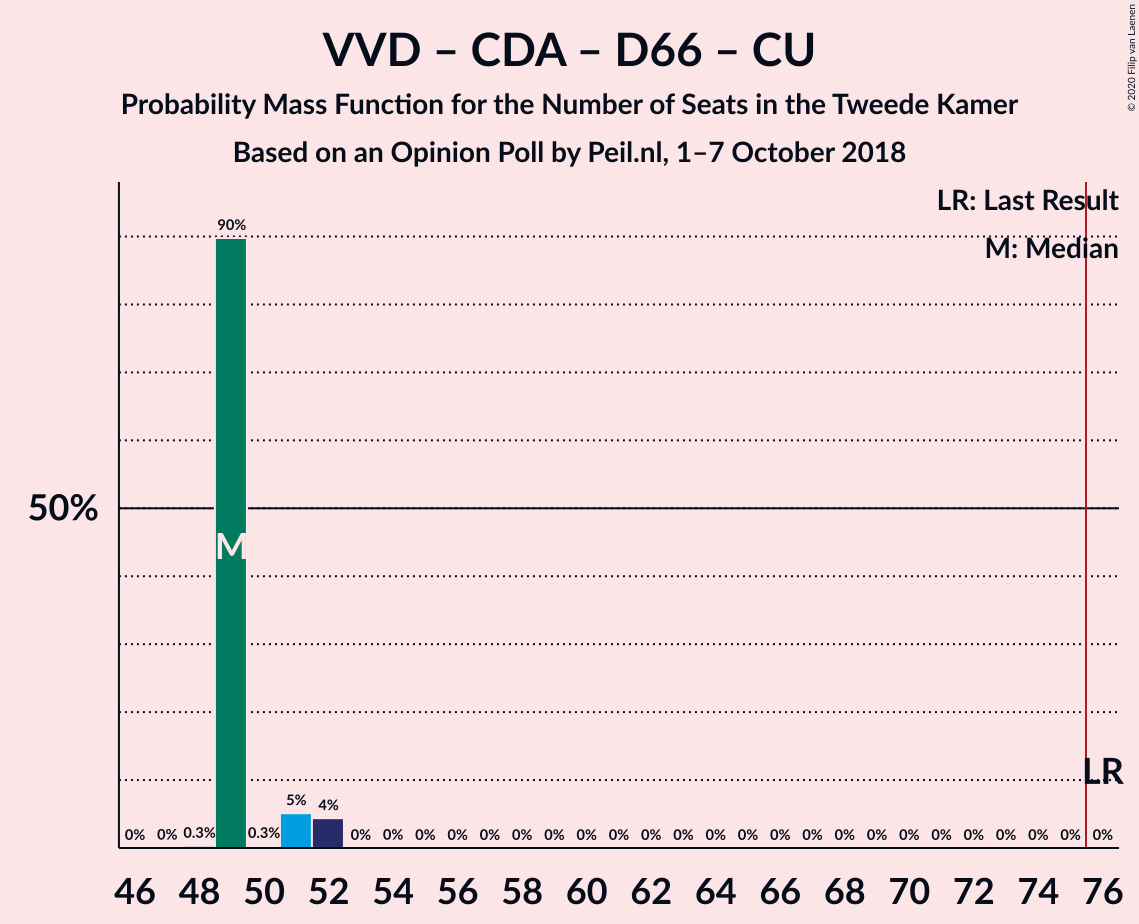 VVD – CDA – D66 – CU
Probability Mass Function for the Number of Seats in the Tweede Kamer
Based on an Opinion Poll by Peil.nl, 1–7 October 2018
© 2020 Filip van Laenen
LR: Last Result
M: Median
90%
50%
M
LR
5%
4%
0% 0% 0.3% 0.3% 0% 0% 0% 0% 0% 0% 0% 0% 0% 0% 0% 0% 0% 0% 0% 0% 0% 0% 0% 0% 0% 0% 0% 0%
46 48 50 52 54 56 58 60 62 64 66 68 70 72 74 76